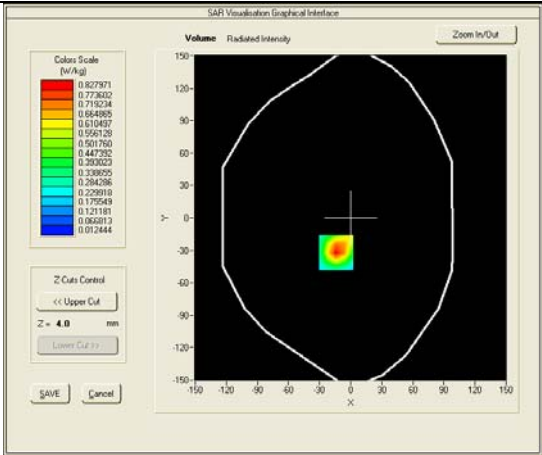 SAR Visualisation Graphical Interface
Volume Radiated Intensity
Zoom In/Out
Colors Scale
(W/kg)
0.827971
0.773602
0.719234
0.664865
0.610497
0.556128
0.501760
0.447392
0.393023
0.338655
0.284286
0.229918
0.175549
0.121181
0.066813
0.012444
Z-Cuts Control
<< Upper Cut
Z = 4.0 mm
Lower Cut >>
SAVE Cancel
150-
120-
90-
60-
30-
0-
-30-
-60-
-90-
-120-
-150-
Y
-150 -120 -90 -60 -30 0 30 60 90 120 150
X